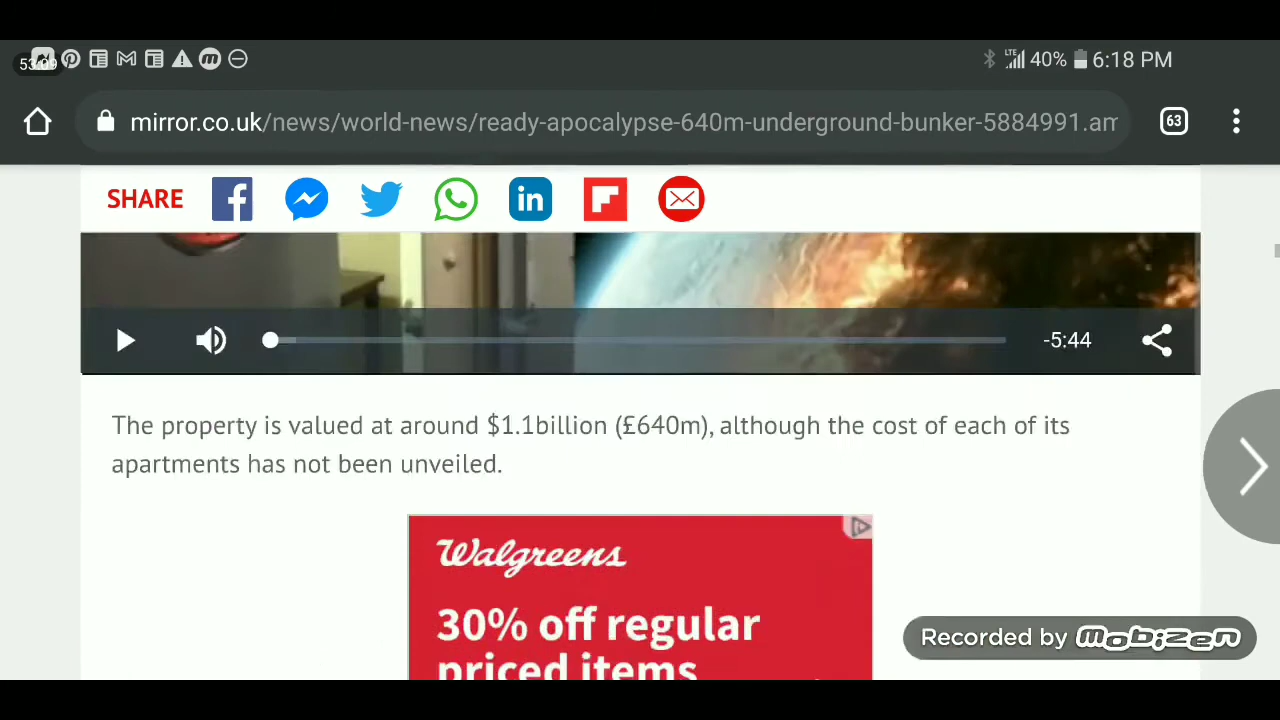 53:09
40% 6:18 PM
mirror.co.uk/news/world-news/ready-apocalypse-640m-underground-bunker-5884991.am
63
SHARE
-5:44
The property is valued at around $1.1billion (£640m), although the cost of each of its
apartments has not been unveiled.
Walgreens
30% off regular
priced items
Recorded by mobizen